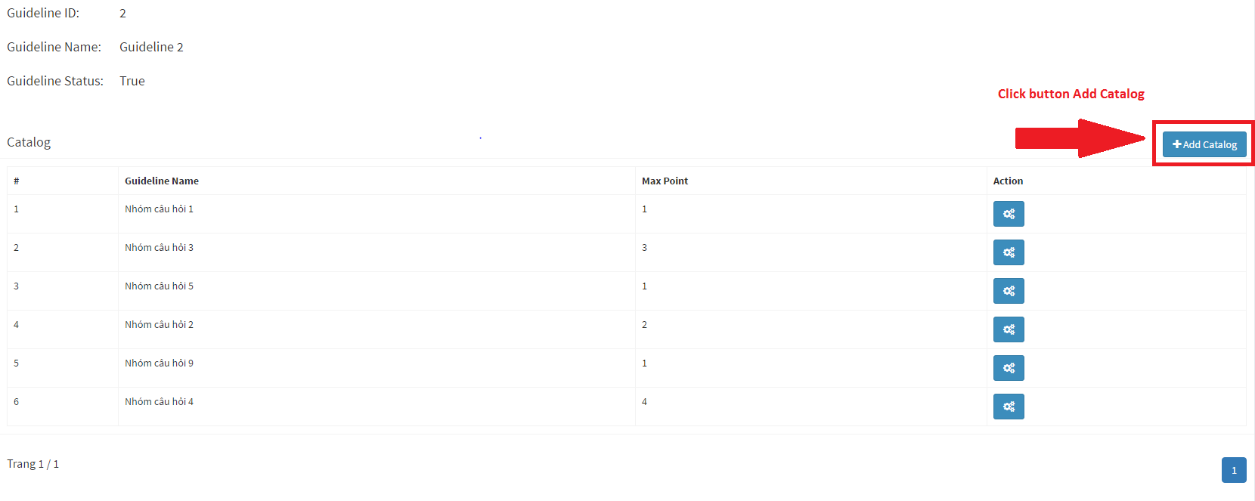 Guideline ID: 2
Guideline Name: Guideline 2
Guideline Status: True
Click button Add Catalog
Catalog
Add Catalog
# Guideline Name Max Point Action
1 Nhóm câu hỏi 1 1
2 Nhóm câu hỏi 3 3
3 Nhóm câu hỏi 5 1
4 Nhóm câu hỏi 2 2
5 Nhóm câu hỏi 9 1
6 Nhóm câu hỏi 4 4
Trang 1 / 1
1